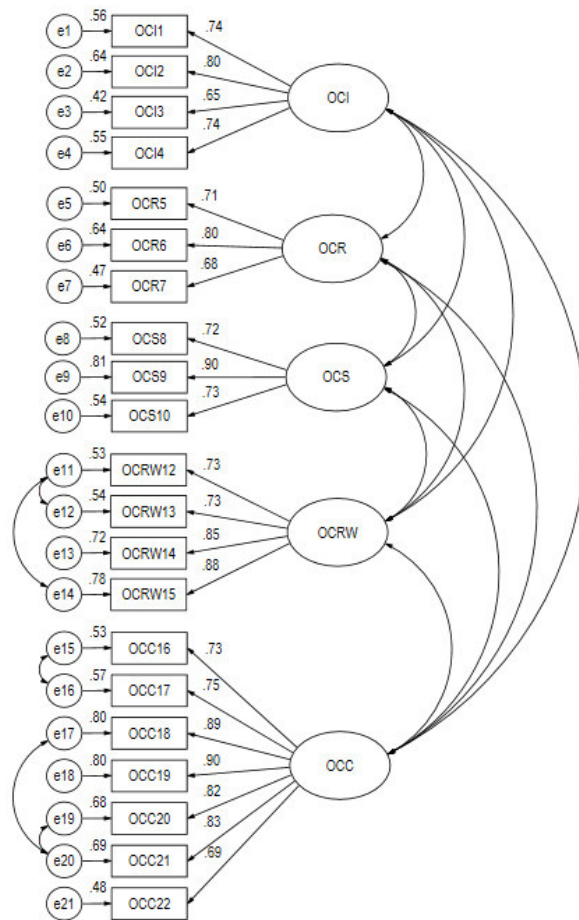 .56
e1 OCI1 .74
.64
e2 OCI2 .80 OCI
.42
e3 OCI3 .65
.55 .74
e4 OCI4
.50
e5 OCR5 .71
.64
e6 OCR6 .80 OCR
.47 .68
e7 OCR7
.52
e8 OCS8 .72
.81
e9 OCS9 .90 OCS
.54 .73
e10 OCS10
.53
e11 OCRW12 .73
.54
e12 OCRW13 .73 OCRW
.72 .85
e13 OCRW14
.78 .88
e14 OCRW15
.53
e15 OCC16 .73
.57
e16 OCC17 .75
.80 .89
e17 OCC18
.80 .90 OCC
e18 OCC19
.68 .82
e19 OCC20
.69 .83
e20 OCC21 .69
.48
e21 OCC22